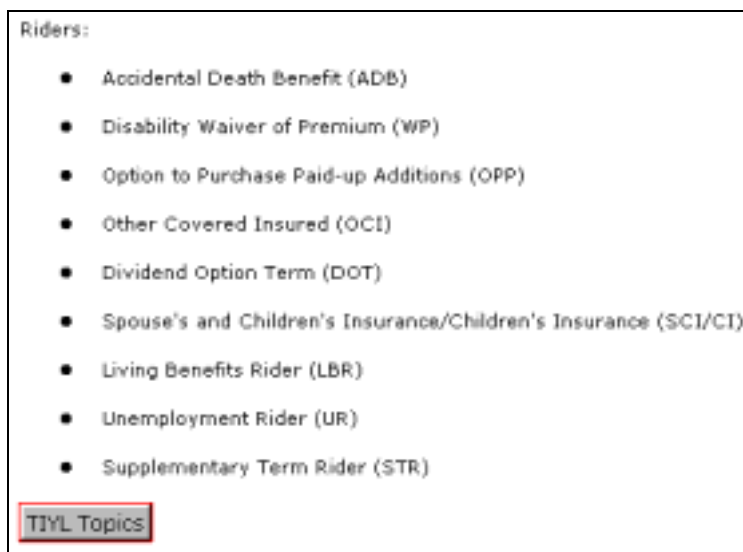 Riders:
● Accidental Death Benefit (ADB)
● Disability Waiver of Premium (WP)
● Option to Purchase Paid-up Additions (OPP)
● Other Covered Insured (OCI)
● Dividend Option Term (DOT)
● Spouse's and Children's Insurance/Children's Insurance (SCI/CI)
● Living Benefits Rider (LBR)
● Unemployment Rider (UR)
● Supplementary Term Rider (STR)
TIYL Topics